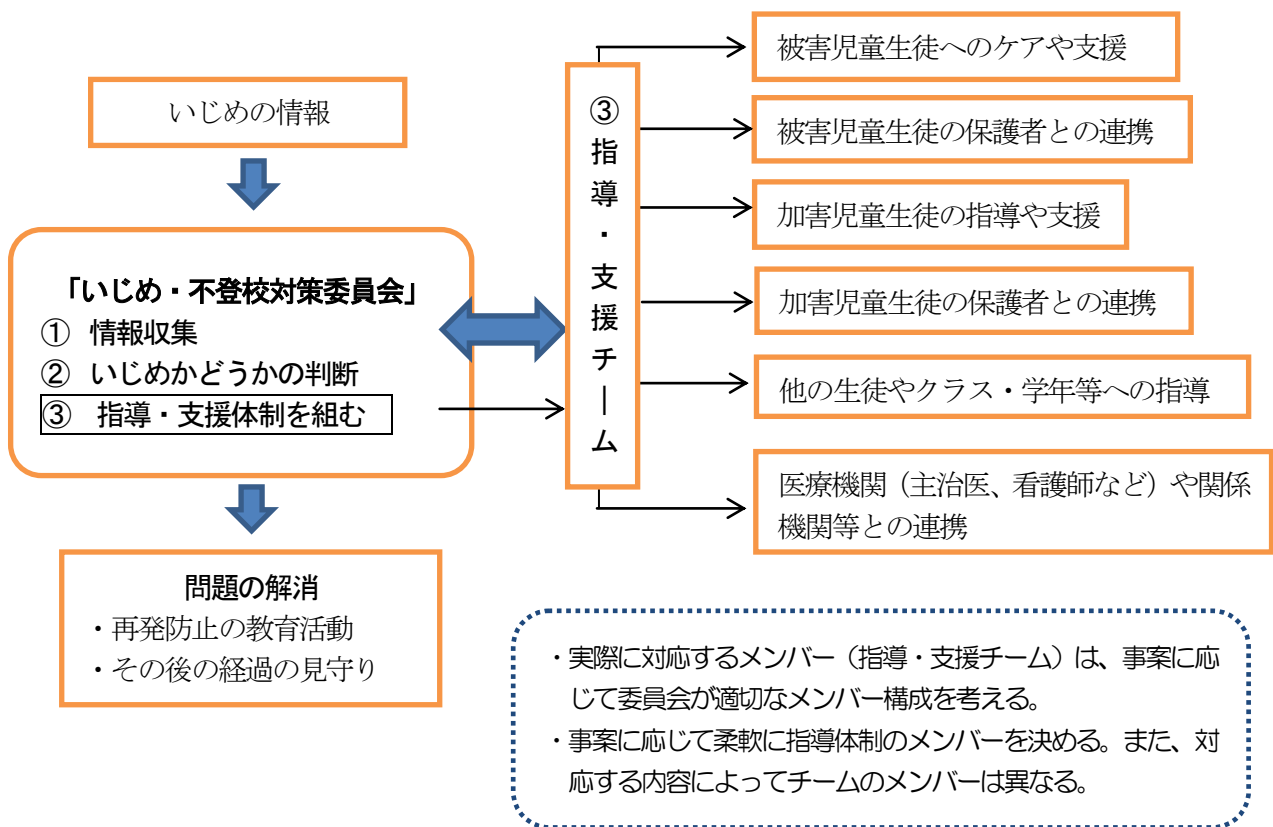 いじめの情報
「いじめ・不登校対策委員会」
① 情報収集
② いじめかどうかの判断
③ 指導・支援体制を組む
問題の解消
・再発防止の教育活動
・その後の経過の見守り
③指導・支援チーム
被害児童生徒へのケアや支援
被害児童生徒の保護者との連携
加害児童生徒の指導や支援
加害児童生徒の保護者との連携
他の生徒やクラス・学年等への指導
医療機関（主治医、看護師など）や関係
機関等との連携
・実際に対応するメンバー（指導・支援チーム）は、事案に応
じて委員会が適切なメンバー構成を考える。
・事案に応じて柔軟に指導体制のメンバーを決める。また、対
応する内容によってチームのメンバーは異なる。